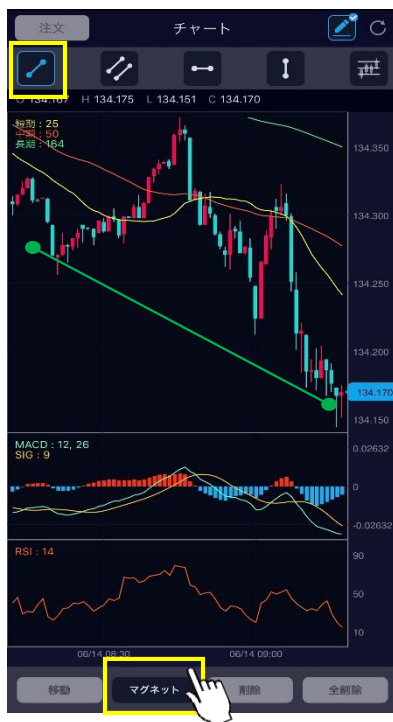 注文 チャート
O 134.167 H 134.175 L 134.151 C 134.170
短期 : 25
中期 : 50
長期 : 164
134.350
134.300
134.250
134.200
134.170
134.150
MACD : 12, 26
SIG : 9
0.02632
0
-0.02632
RSI : 14
90
50
10
06/14 08:30 06/14 09:00
移動 マグネット 削除 全削除